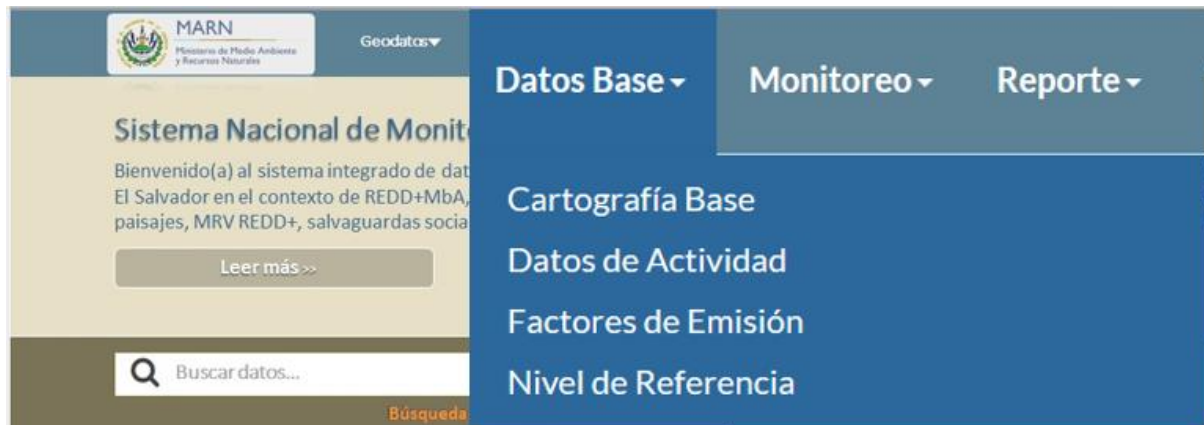 MARN
Ministerio de Medio Ambiente
y Recursos Naturales
Geodatos
Datos Base
Monitoreo
Reporte
Sistema Nacional de Monit
Bienvenido(a) al sistema integrado de dat
El Salvador en el contexto de REDD+MbA,
paisajes, MRV REDD+, salvaguardas socia
Leer más >>
Buscar datos...
Búsqueda
Cartografía Base
Datos de Actividad
Factores de Emisión
Nivel de Referencia